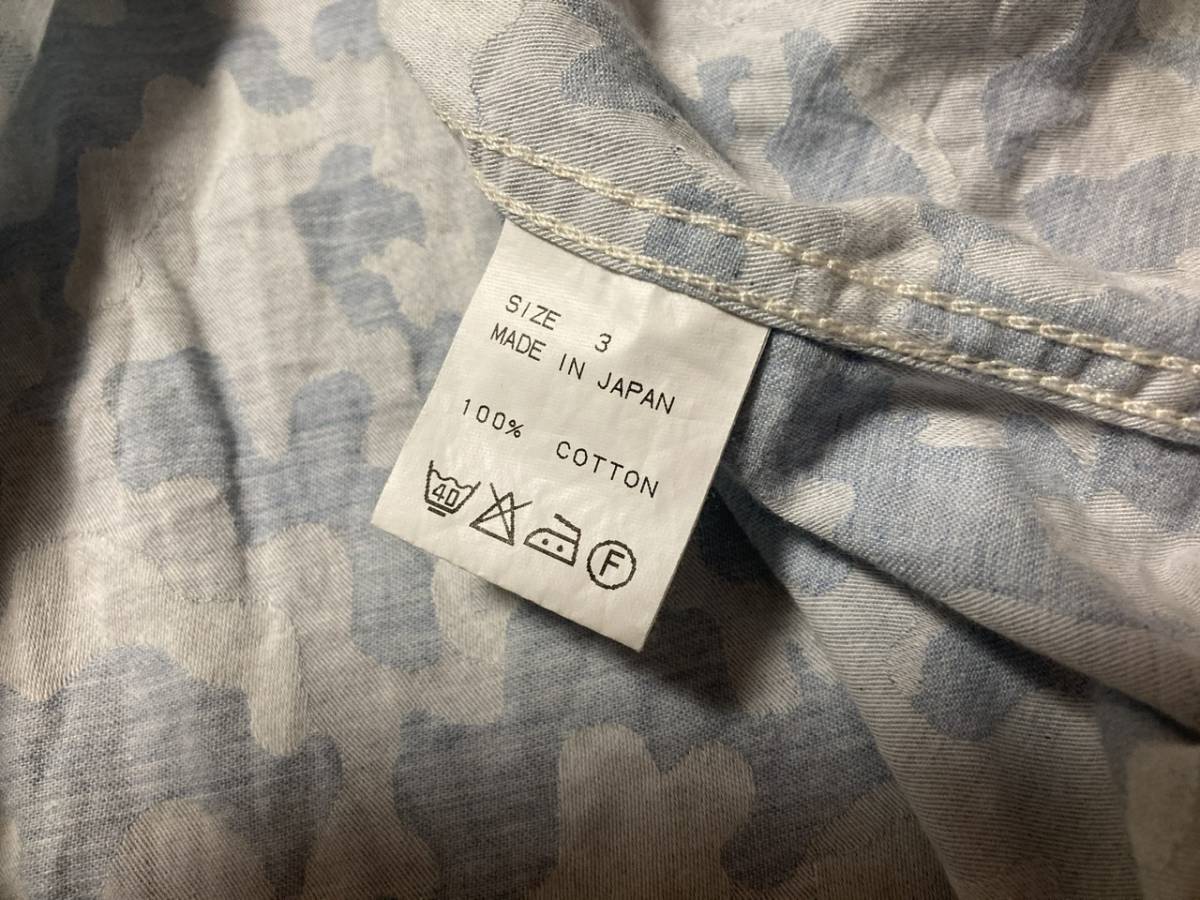 SIZE 3
MADE IN JAPAN
100% COTTON
40 F